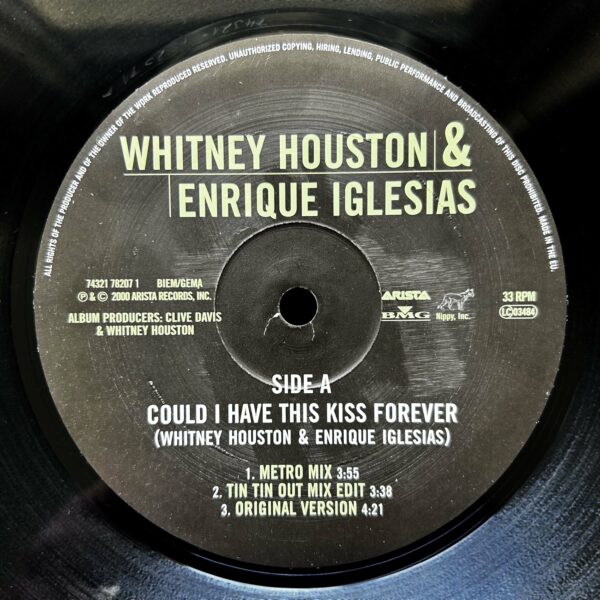 ALL RIGHTS OF THE PRODUCER AND OF THE OWNER OF THE WORK REPRODUCED RESERVED. UNAUTHORIZED COPYING, HIRING, LENDING, PUBLIC PERFORMANCE AND BROADCASTING OF THIS DISC PROHIBITED. MADE IN THE EU.
WHITNEY HOUSTON &
ENRIQUE IGLESIAS
74321 78207 1 BIEM/GEMA
℗ & © 2000 ARISTA RECORDS, INC.
ALBUM PRODUCERS: CLIVE DAVIS
& WHITNEY HOUSTON
ARISTA
BMG
Nippy, Inc.
33 RPM
LC 03484
SIDE A
COULD I HAVE THIS KISS FOREVER
(WHITNEY HOUSTON & ENRIQUE IGLESIAS)
1. METRO MIX 3:55
2. TIN TIN OUT MIX EDIT 3:38
3. ORIGINAL VERSION 4:21